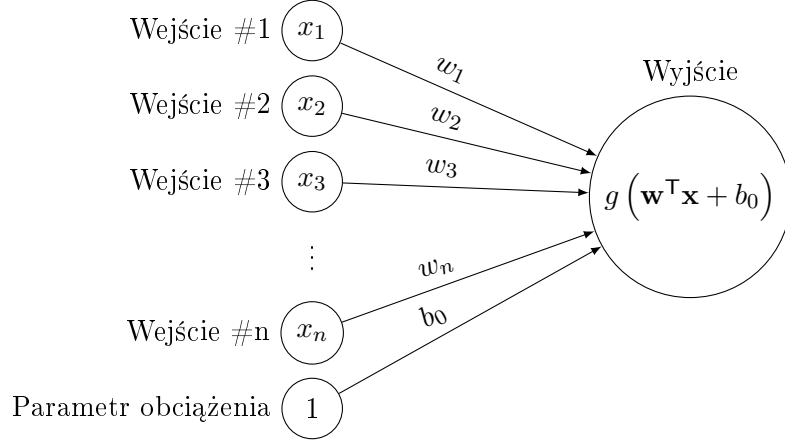 Wejście #1 x₁
w₁
Wejście #2 x₂
w₂
Wejście #3 x₃
w₃
⋮
Wejście #n xₙ
wₙ
Parametr obciążenia 1
b₀
Wyjście
g (𝐰ᵀ𝐱 + b₀)